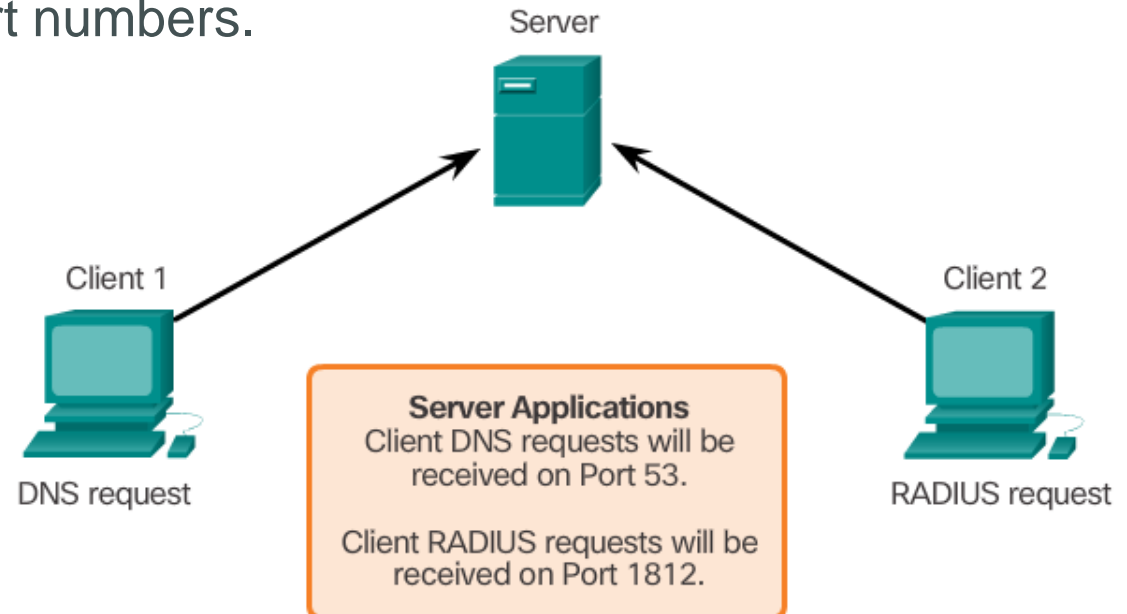 rt numbers.
Server
Client 1
Client 2
Server Applications
Client DNS requests will be
received on Port 53.
Client RADIUS requests will be
received on Port 1812.
DNS request
RADIUS request